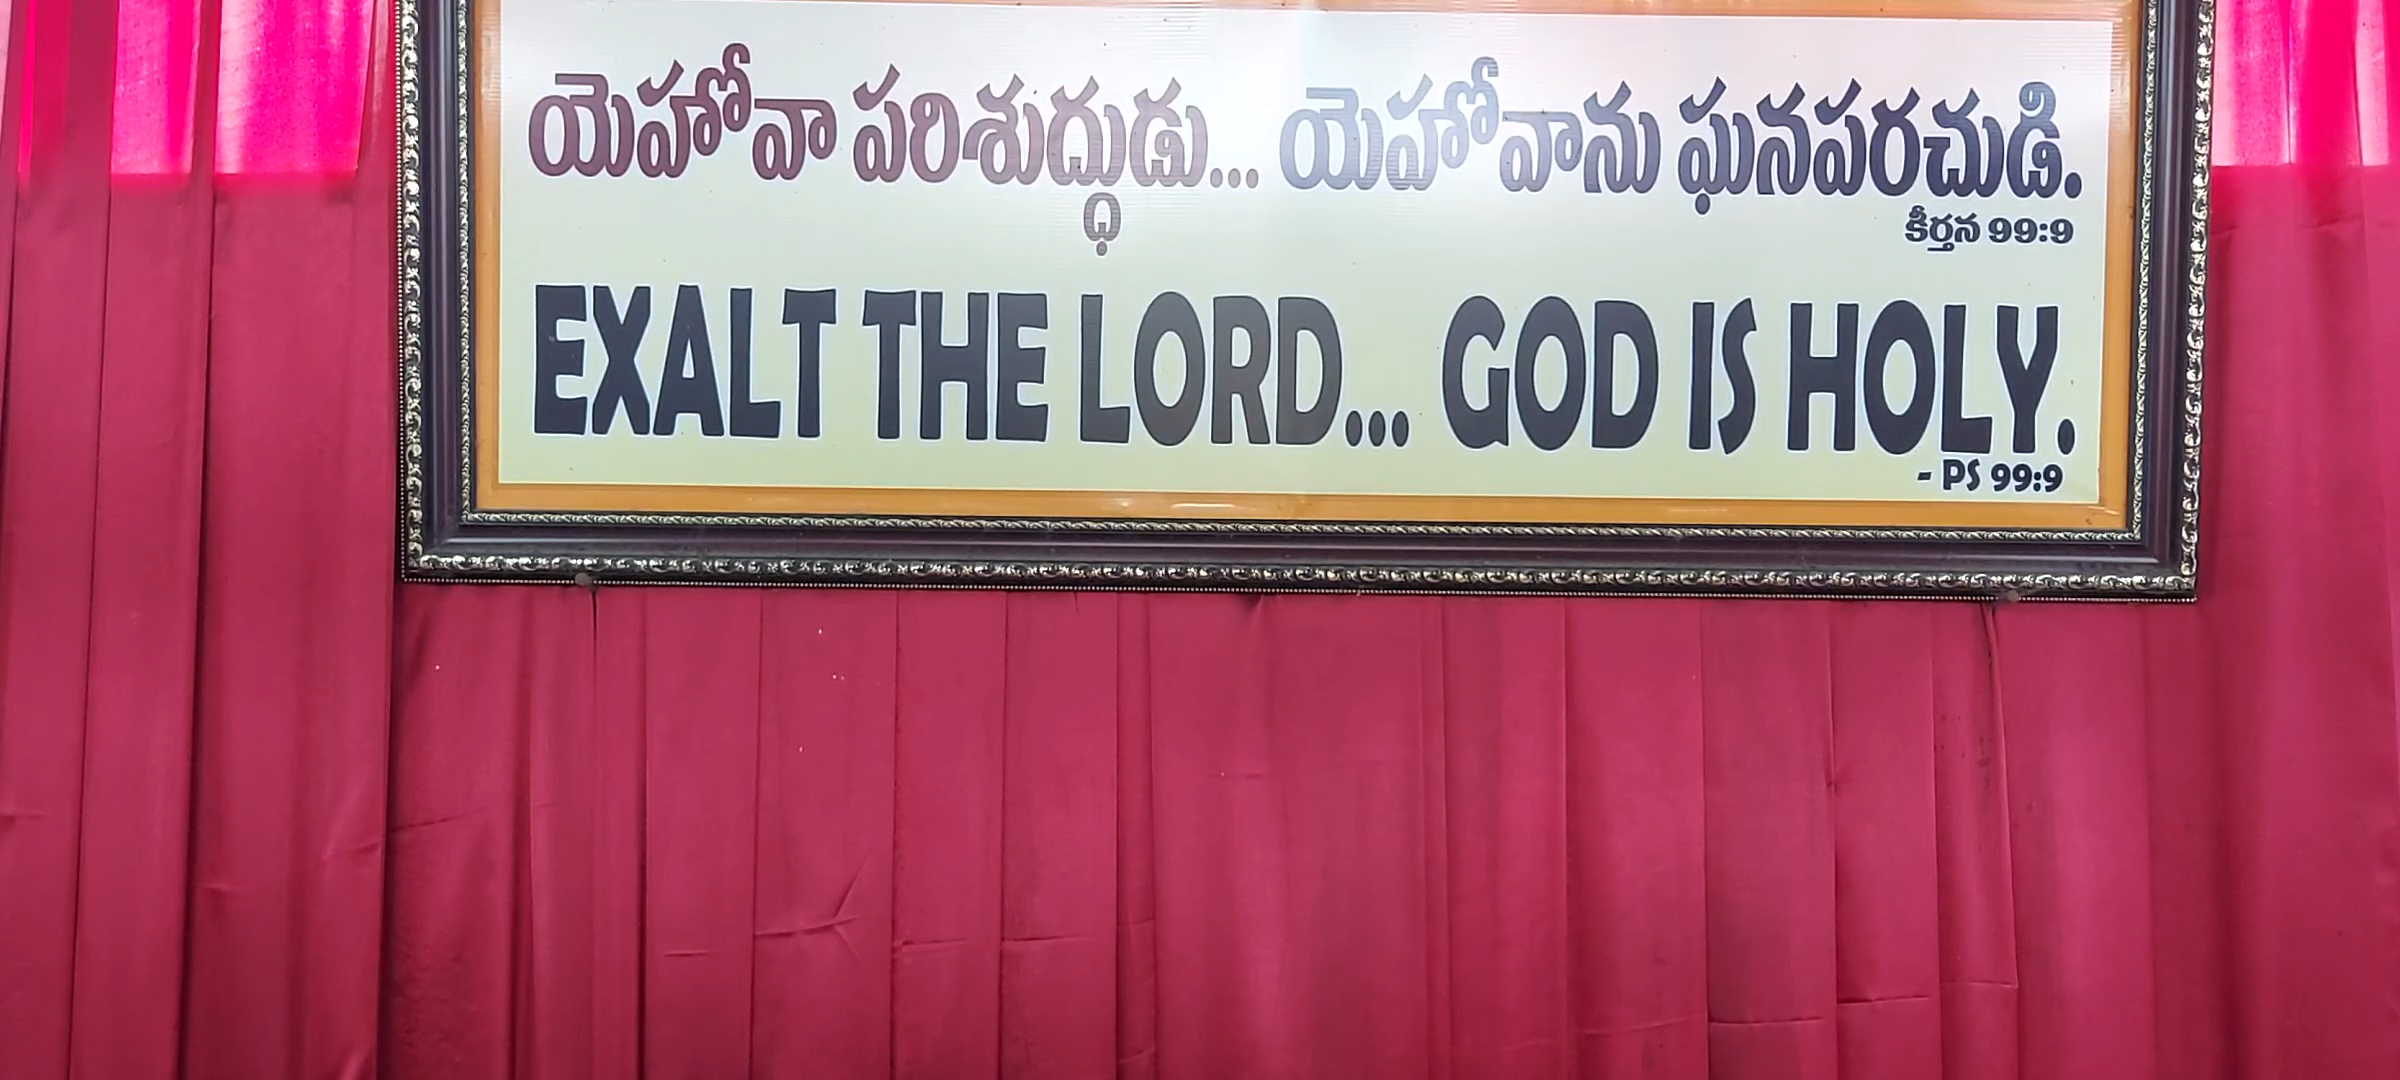 యెహోవా పరిశుద్ధుడు... యెహోవాను ఘనపరచుడి.
కీర్తన 99:9
EXALT THE LORD... GOD IS HOLY.
- PS 99:9